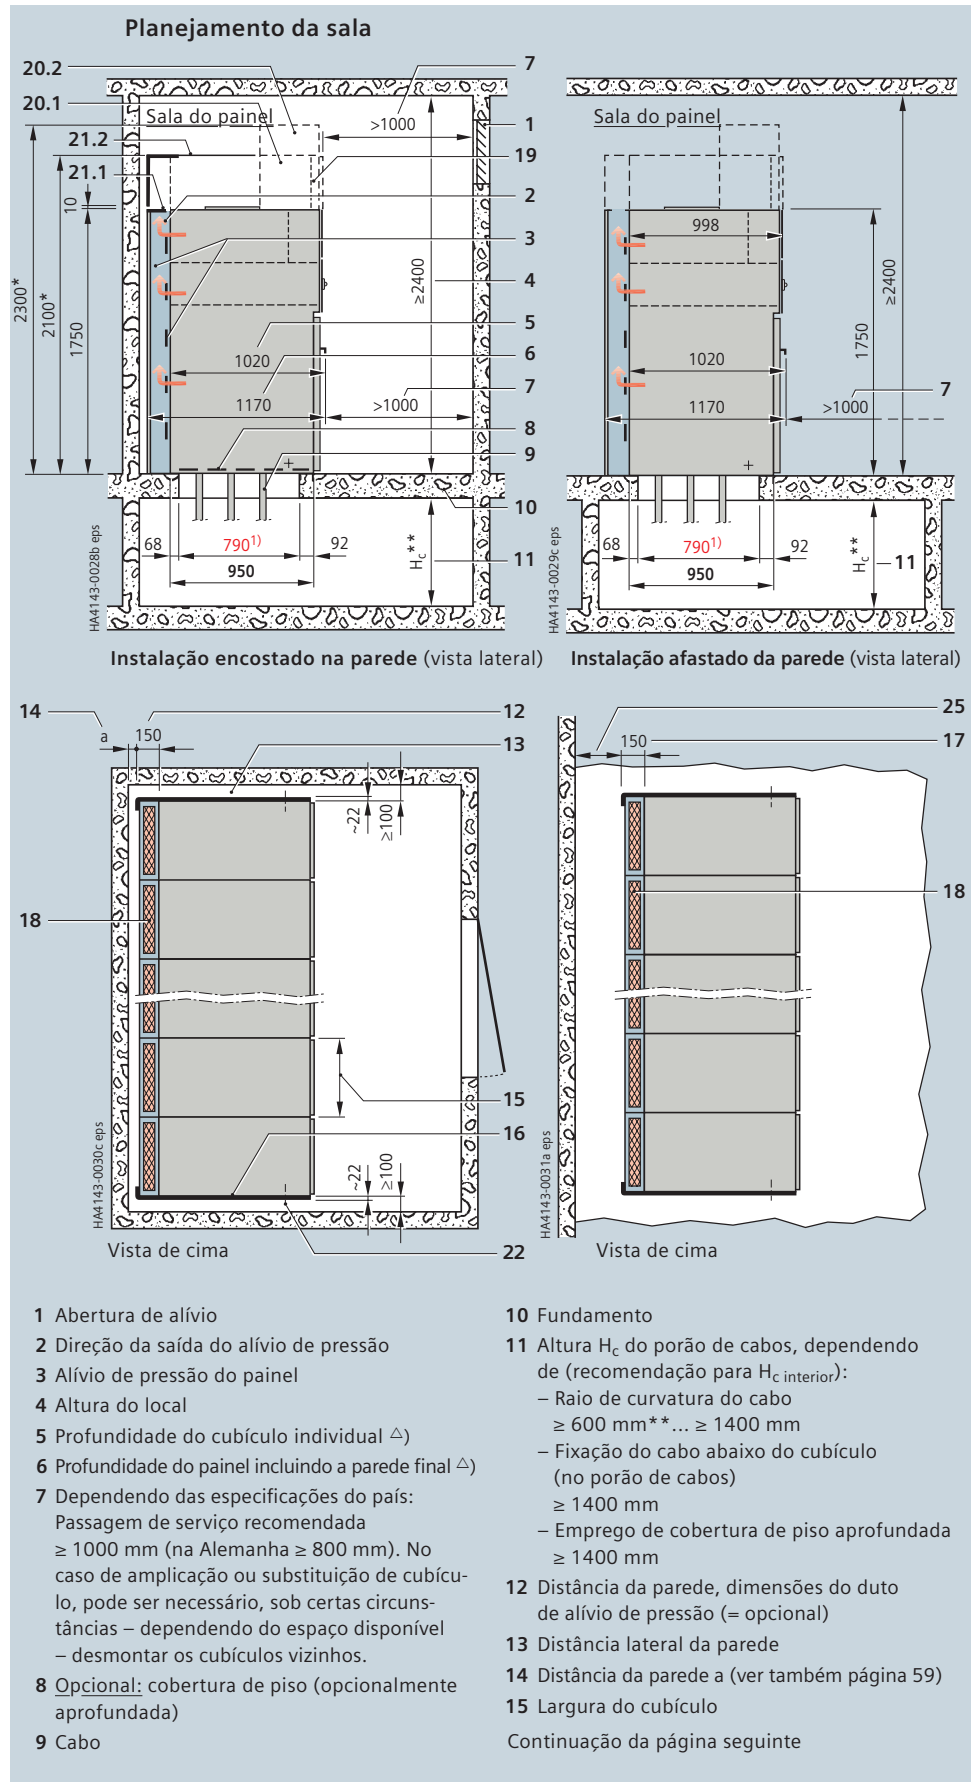 Planejamento da sala
20.2
7
20.1
Sala do painel
>1000
1
Sala do painel
21.2
19
21.1
2
10
998
3
≥2400
4
≥2400
2300*
2100*
1750
5
1750
1020
6
1020
7
7
1170
>1000
1170
>1000
8
9
10
68
790¹⁾
92
Hc**
11
68
790¹⁾
92
Hc**
11
950
950
HA4143-0028b eps
HA4143-0029c eps
Instalação encostado na parede (vista lateral)
Instalação afastado da parede (vista lateral)
14
12
25
a
150
13
150
17
~22
≥100
18
18
15
16
~22
≥100
HA4143-0030c eps
HA4143-0031a eps
Vista de cima
22
Vista de cima
1 Abertura de alívio
2 Direção da saída do alívio de pressão
3 Alívio de pressão do painel
4 Altura do local
5 Profundidade do cubículo individual △)
6 Profundidade do painel incluindo a parede final △)
7 Dependendo das especificações do país:
Passagem de serviço recomendada
≥ 1000 mm (na Alemanha ≥ 800 mm). No
caso de amplicação ou substituição de cubícu-
lo, pode ser necessário, sob certas circuns-
tâncias – dependendo do espaço disponível
– desmontar os cubículos vizinhos.
8 Opcional: cobertura de piso (opcionalmente
aprofundada)
9 Cabo
10 Fundamento
11 Altura Hc do porão de cabos, dependendo
de (recomendação para Hc interior):
– Raio de curvatura do cabo
≥ 600 mm**... ≥ 1400 mm
– Fixação do cabo abaixo do cubículo
(no porão de cabos)
≥ 1400 mm
– Emprego de cobertura de piso aprofundada
≥ 1400 mm
12 Distância da parede, dimensões do duto
de alívio de pressão (= opcional)
13 Distância lateral da parede
14 Distância da parede a (ver também página 59)
15 Largura do cubículo
Continuação da página seguinte